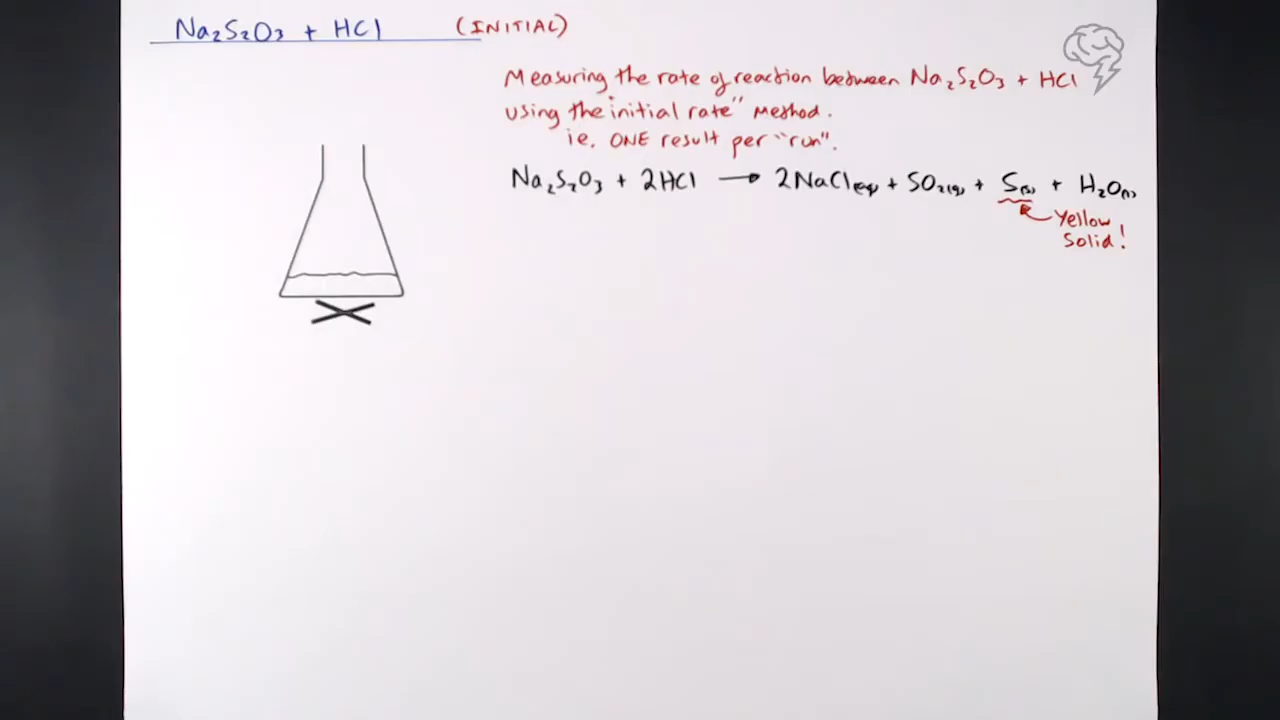 Na₂S₂O₃ + HCl (INITIAL)
Measuring the rate of reaction between Na₂S₂O₃ + HCl
using the "initial rate" method.
ie. ONE result per "run".
Na₂S₂O₃ + 2HCl → 2NaCl(aq) + SO₂(g) + S(s) + H₂O(l)
Yellow
Solid!